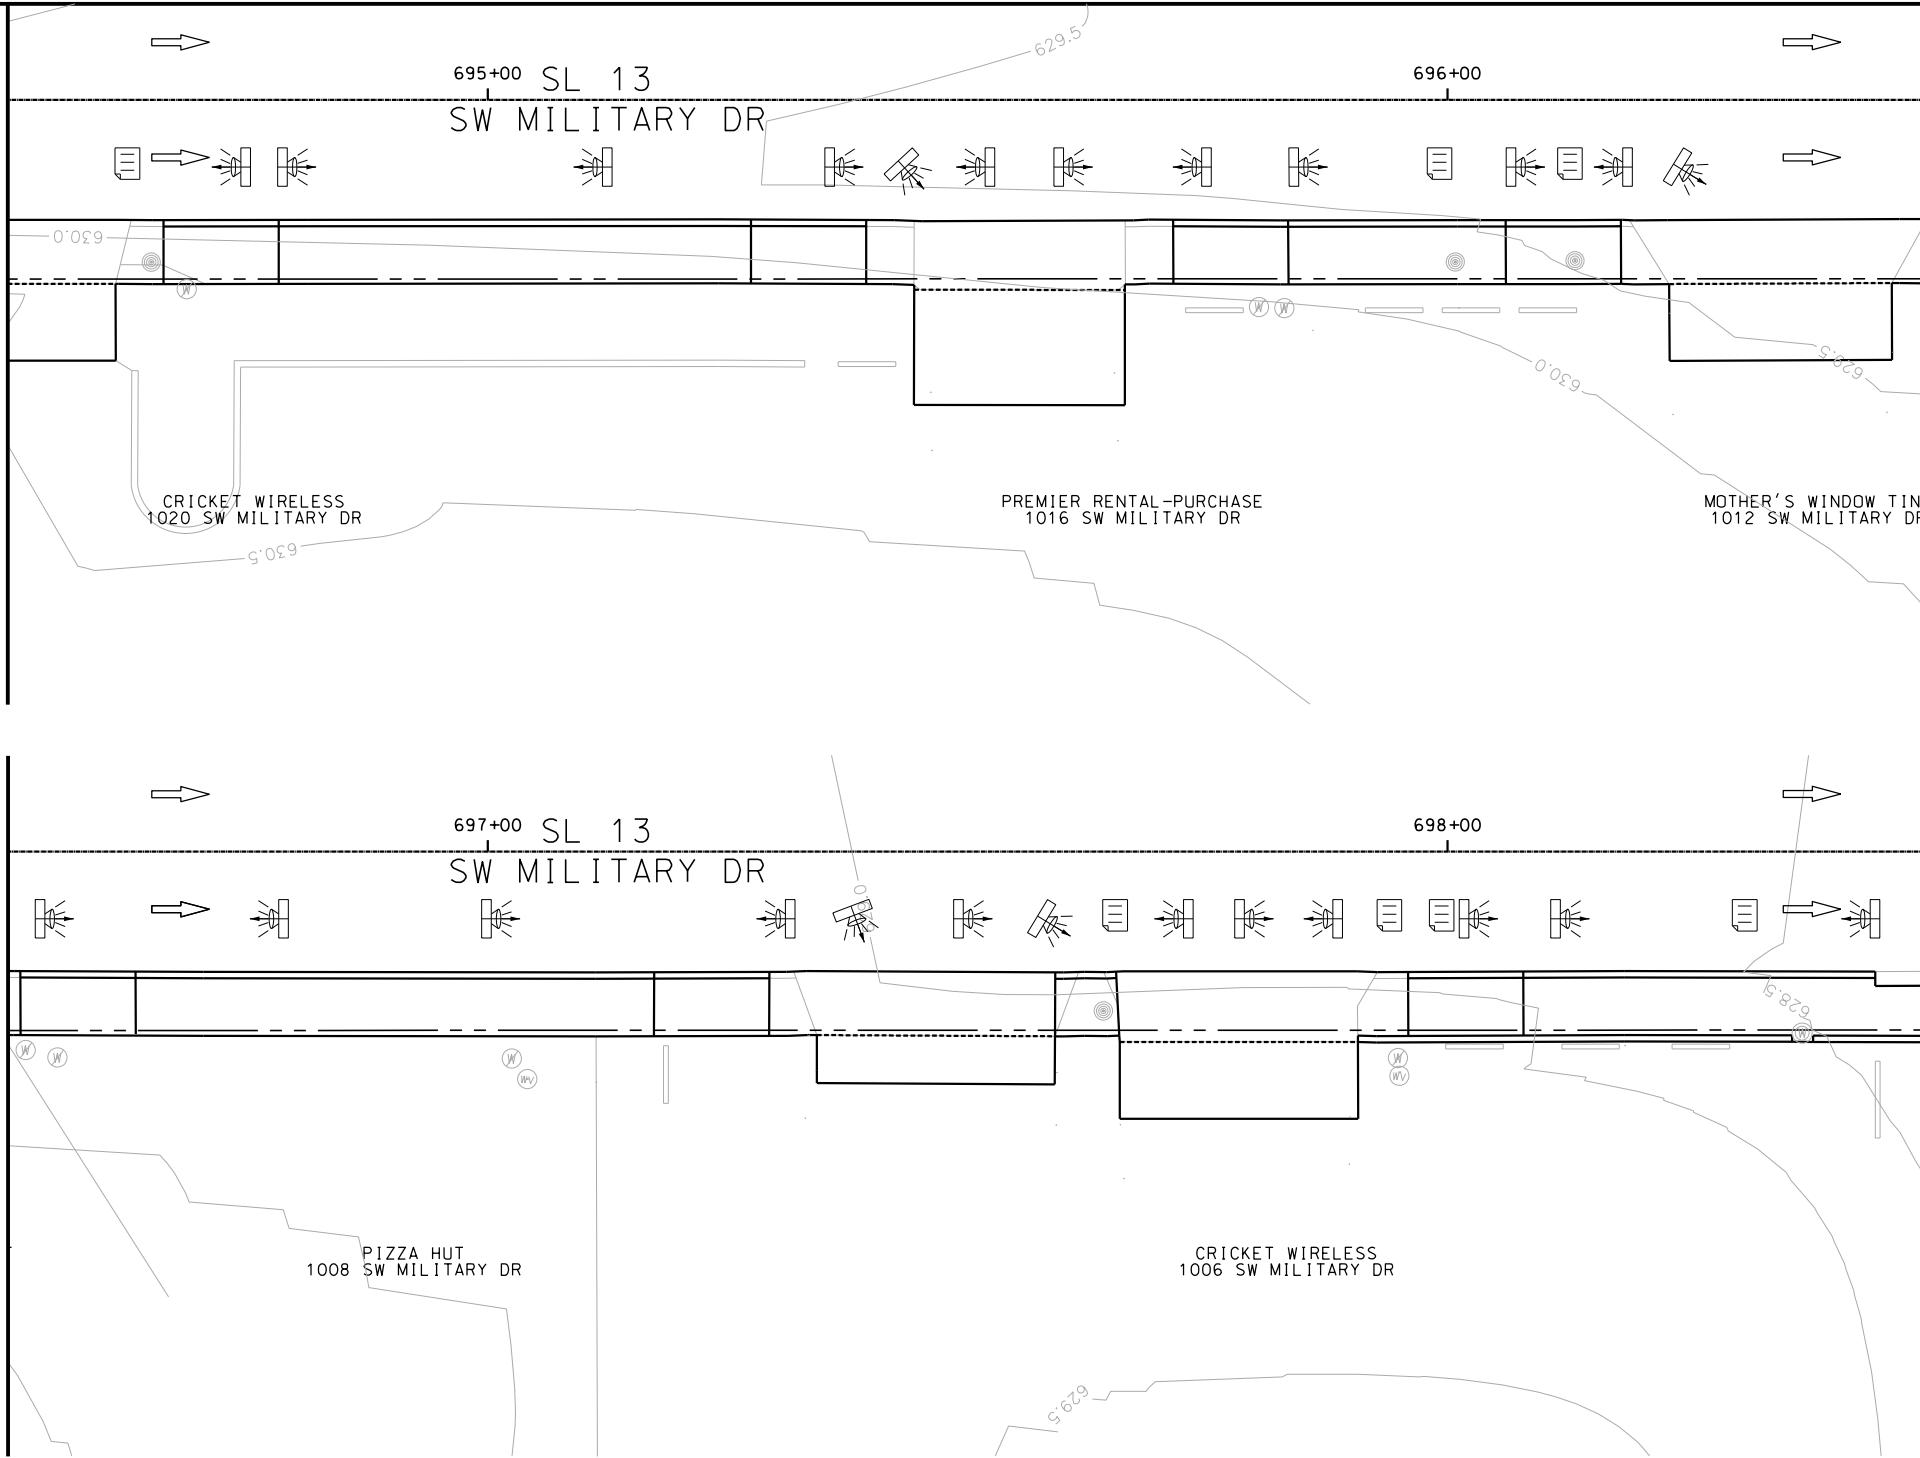 629.5
695+00 SL 13
696+00
SW MILITARY DR
630.0
630.0
629.5
W
W W
CRICKET WIRELESS
1020 SW MILITARY DR
PREMIER RENTAL-PURCHASE
1016 SW MILITARY DR
MOTHER'S WINDOW TIN
1012 SW MILITARY DR
630.5
697+00 SL 13
698+00
SW MILITARY DR
628.5
W
W W
W
WV
W
WV
PIZZA HUT
1008 SW MILITARY DR
CRICKET WIRELESS
1006 SW MILITARY DR
629.5